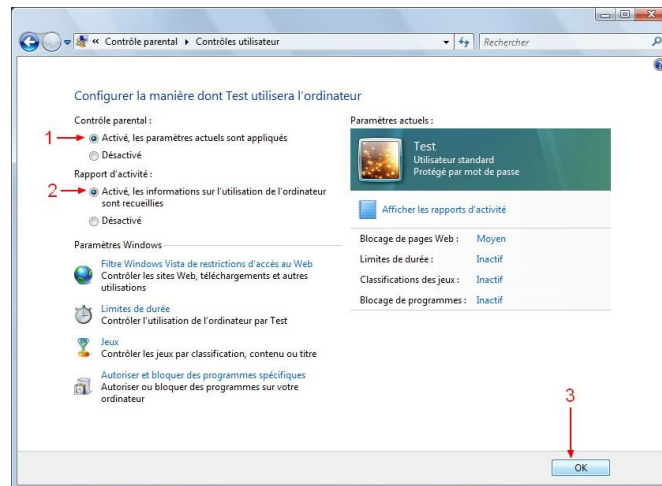 « Contrôle parental ▸ Contrôles utilisateur
Rechercher
Configurer la manière dont Test utilisera l'ordinateur
Contrôle parental :
1
Activé, les paramètres actuels sont appliqués
Désactivé
Rapport d'activité :
2
Activé, les informations sur l'utilisation de l'ordinateur
sont recueillies
Désactivé
Paramètres Windows
Filtre Windows Vista de restrictions d'accès au Web
Contrôler les sites Web, téléchargements et autres
utilisations
Limites de durée
Contrôler l'utilisation de l'ordinateur par Test
Jeux
Contrôler les jeux par classification, contenu ou titre
Autoriser et bloquer des programmes spécifiques
Autoriser ou bloquer des programmes sur votre
ordinateur
Paramètres actuels :
Test
Utilisateur standard
Protégé par mot de passe
Afficher les rapports d'activité
Blocage de pages Web : Moyen
Limites de durée : Inactif
Classifications des jeux : Inactif
Blocage de programmes : Inactif
3
OK